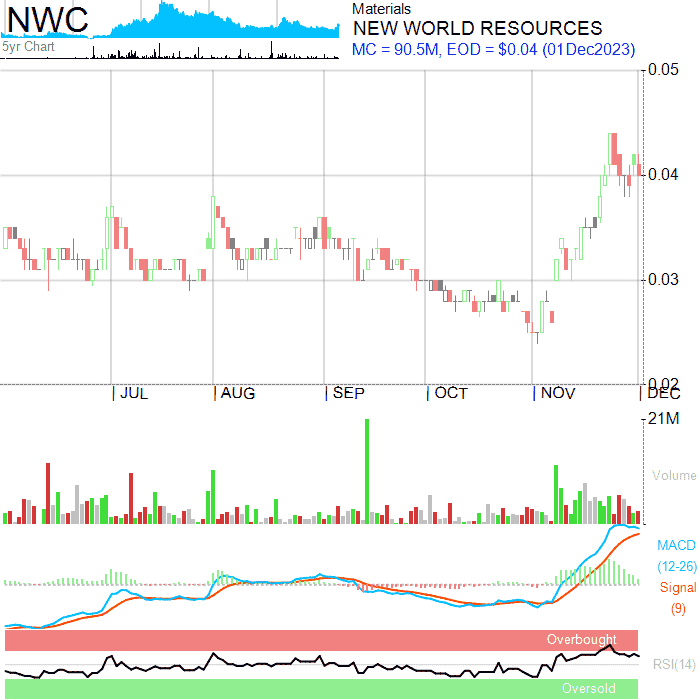 NWC
5yr Chart
Materials
NEW WORLD RESOURCES
MC = 90.5M, EOD = $0.04 (01Dec2023)
0.05
0.04
0.03
0.02
JUL AUG SEP OCT NOV DEC
21M
Volume
MACD
(12-26)
Signal
(9)
Overbought
RSI(14)
Oversold